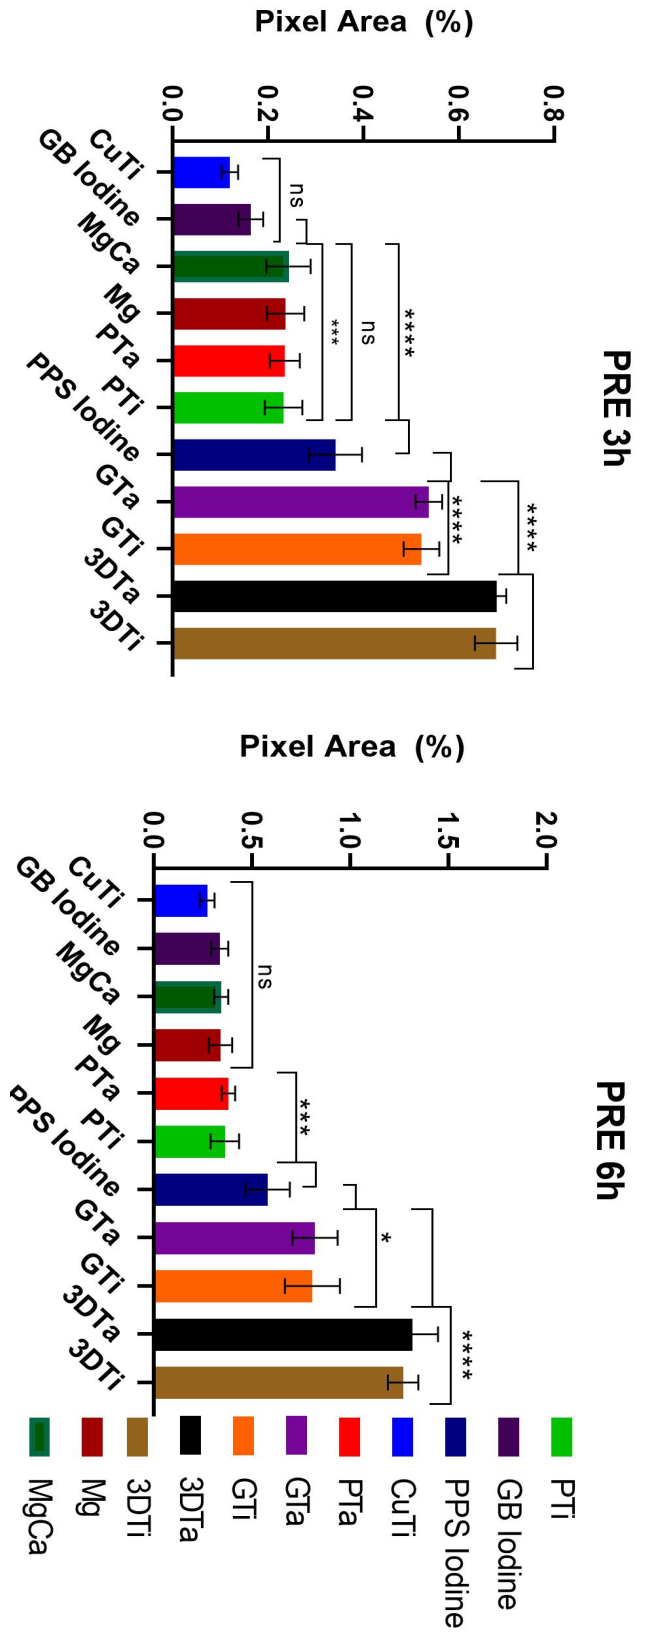 PRE 3h
Pixel Area (%)
0.8
0.6
0.4
0.2
0.0
ns
***
ns
****
****
****
CuTi
GB Iodine
MgCa
Mg
PTa
PTi
PPS Iodine
GTa
GTi
3DTa
3DTi
PRE 6h
Pixel Area (%)
2.0
1.5
1.0
0.5
0.0
ns
***
*
****
CuTi
GB Iodine
MgCa
Mg
PTa
PTi
PPS Iodine
GTa
GTi
3DTa
3DTi
PTi
GB Iodine
PPS Iodine
CuTi
PTa
GTa
GTi
3DTa
3DTi
Mg
MgCa